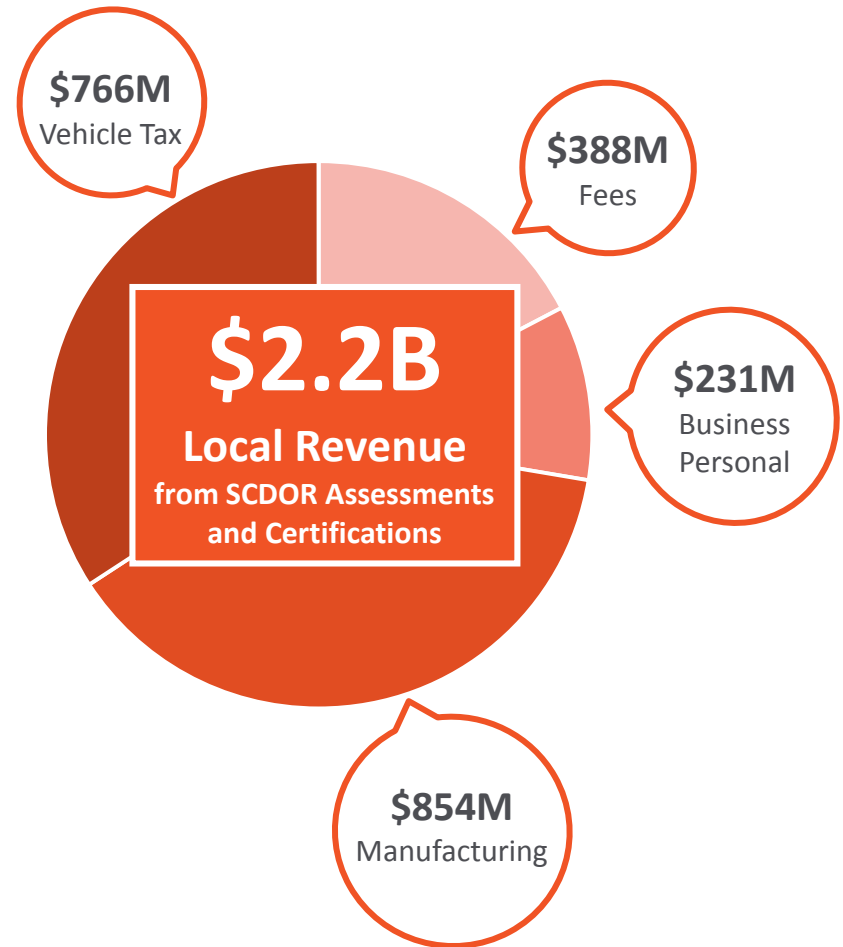 $766M
Vehicle Tax
$388M
Fees
$2.2B
Local Revenue
from SCDOR Assessments
and Certifications
$231M
Business
Personal
$854M
Manufacturing